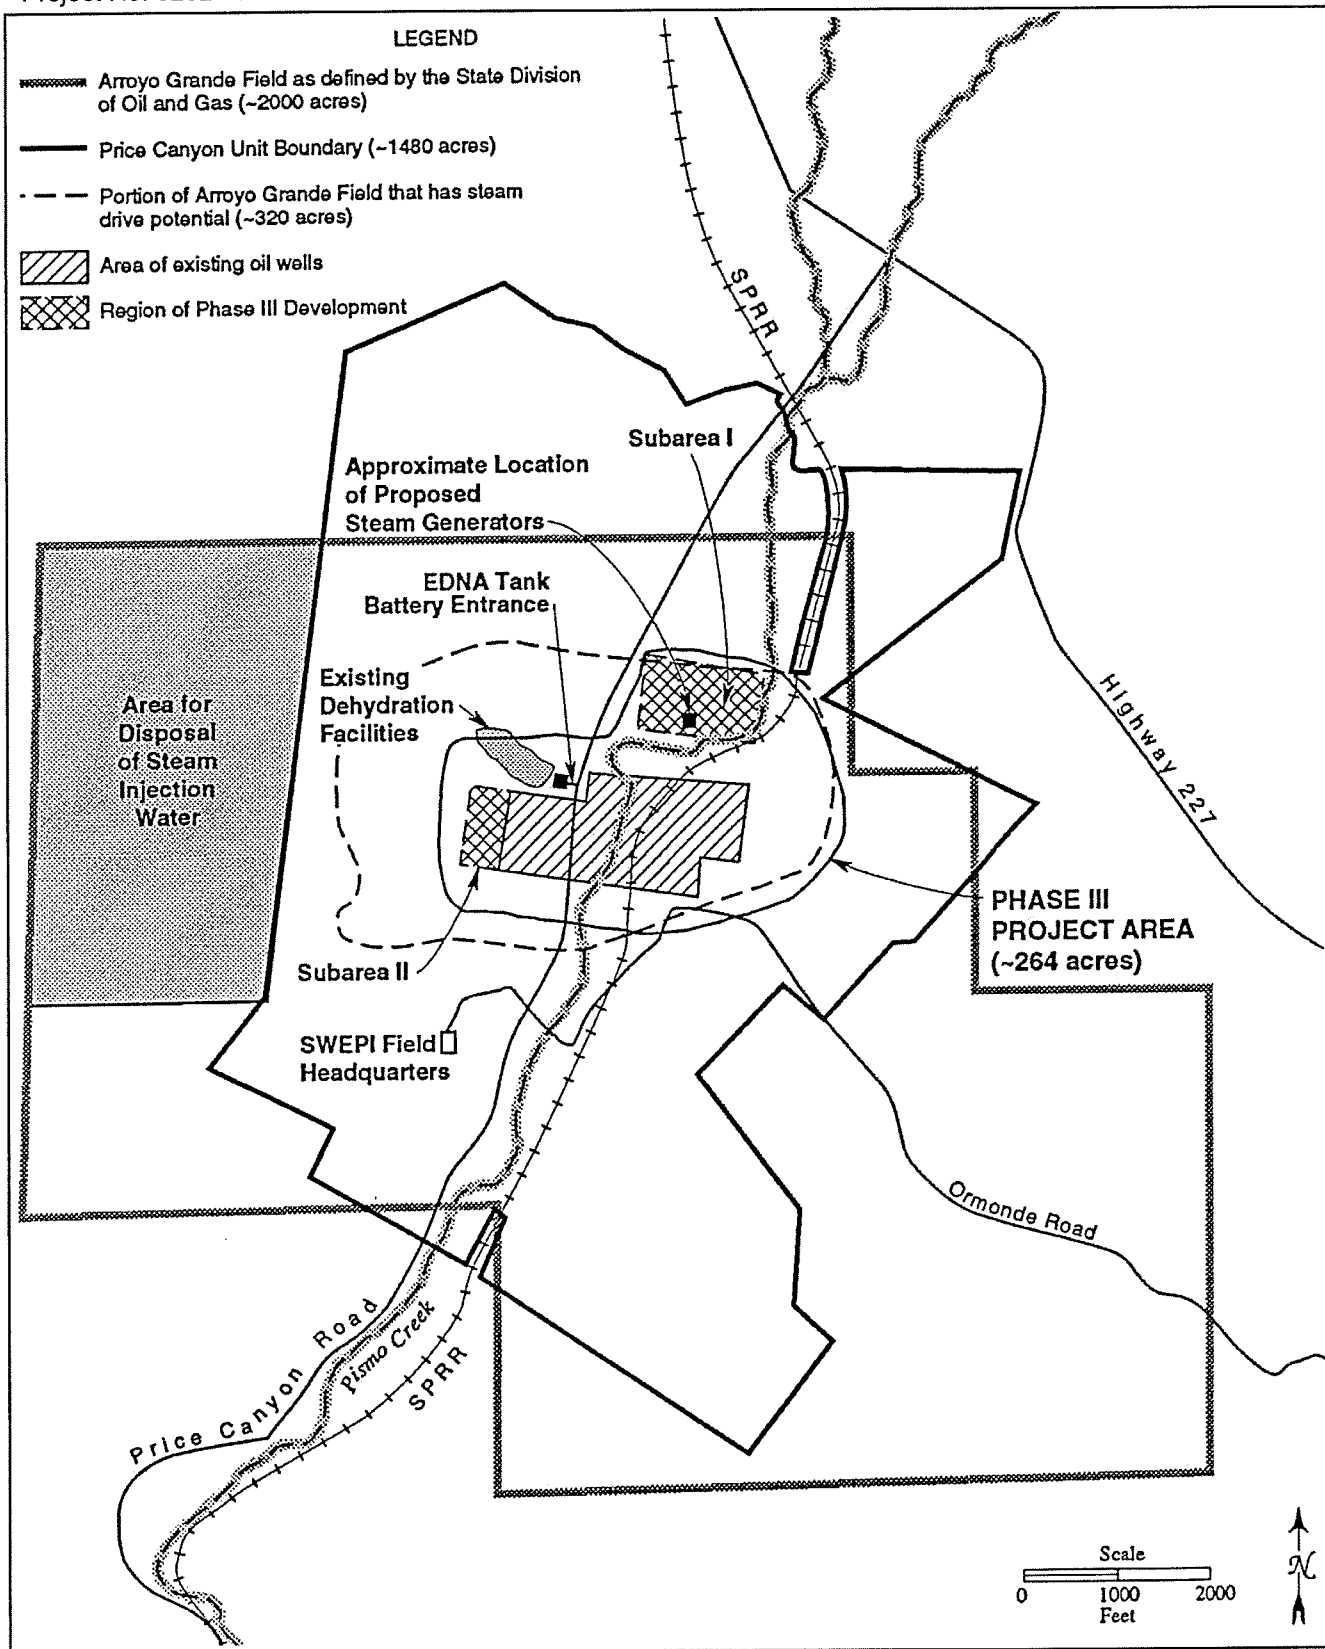 LEGEND
Arroyo Grande Field as defined by the State Division
of Oil and Gas (~2000 acres)
Price Canyon Unit Boundary (~1480 acres)
Portion of Arroyo Grande Field that has steam
drive potential (~320 acres)
Area of existing oil wells
Region of Phase III Development
SPRR
Subarea I
Approximate Location
of Proposed
Steam Generators
EDNA Tank
Battery Entrance
Existing
Dehydration
Facilities
Area for
Disposal
of Steam
Injection
Water
Highway 227
PHASE III
PROJECT AREA
(~264 acres)
Subarea II
SWEPI Field
Headquarters
Ormonde Road
Price Canyon Road
Pismo Creek
SPRR
Scale
0 1000 2000
Feet
N